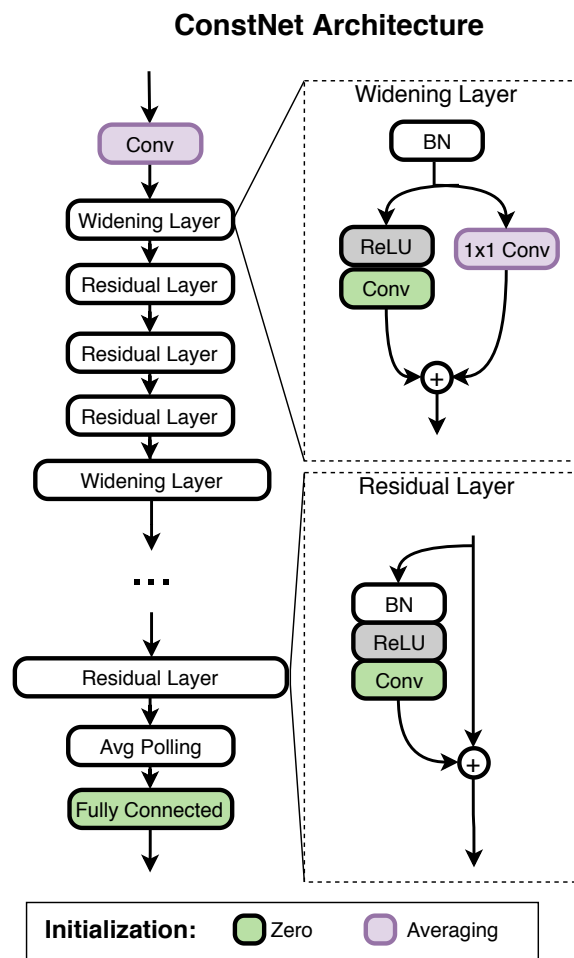 ConstNet Architecture
Conv
Widening Layer
Residual Layer
Residual Layer
Residual Layer
Widening Layer
...
Residual Layer
Avg Polling
Fully Connected
Widening Layer
BN
ReLU
Conv
1x1 Conv
+
Residual Layer
BN
ReLU
Conv
+
Initialization: Zero Averaging